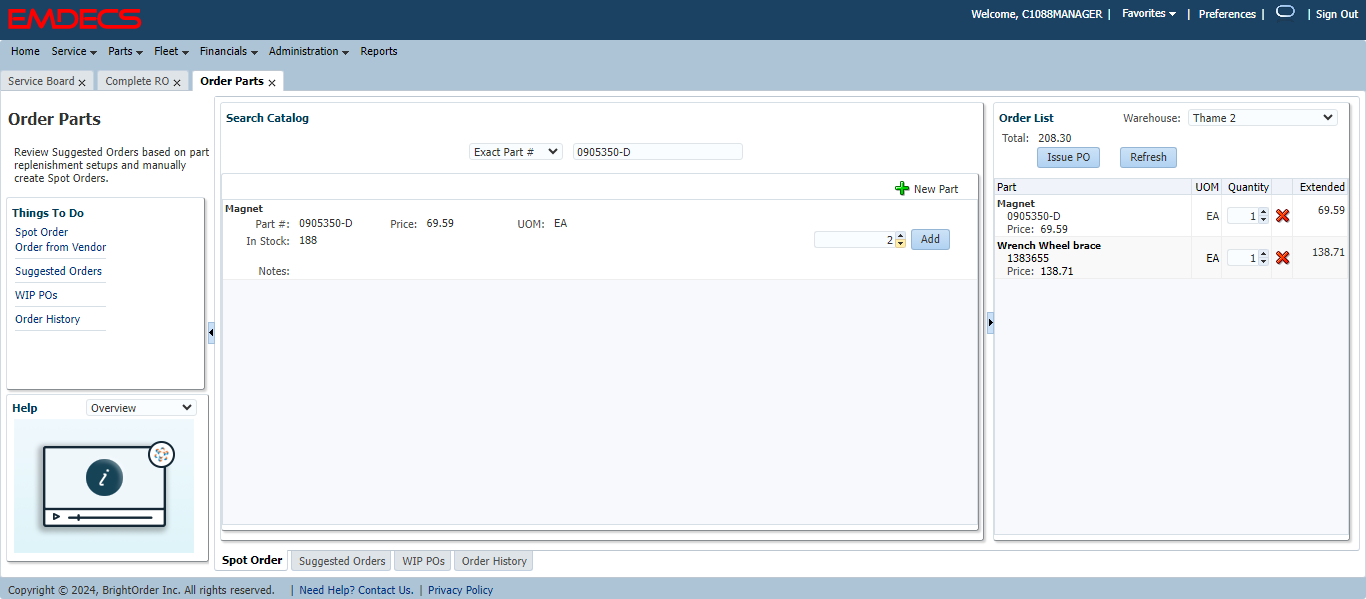 EMDECS
Welcome, C1088MANAGER | Favorites | Preferences | | Sign Out
Home Service Parts Fleet Financials Administration Reports
Service Board x Complete RO x Order Parts x
Order Parts
Review Suggested Orders based on part
replenishment setups and manually
create Spot Orders.
Things To Do
Spot Order
Order from Vendor
Suggested Orders
WIP POs
Order History
Help Overview
i
Search Catalog
Exact Part # 0905350-D
New Part
Magnet
Part #: 0905350-D Price: 69.59 UOM: EA
In Stock: 188
2 Add
Notes:
Order List Warehouse: Thame 2
Total: 208.30
Issue PO Refresh
Part UOM Quantity Extended
Magnet
0905350-D EA 1 69.59
Price: 69.59
Wrench Wheel brace
1383655 EA 1 138.71
Price: 138.71
Spot Order Suggested Orders WIP POs Order History
Copyright © 2024, BrightOrder Inc. All rights reserved. | Need Help? Contact Us. | Privacy Policy